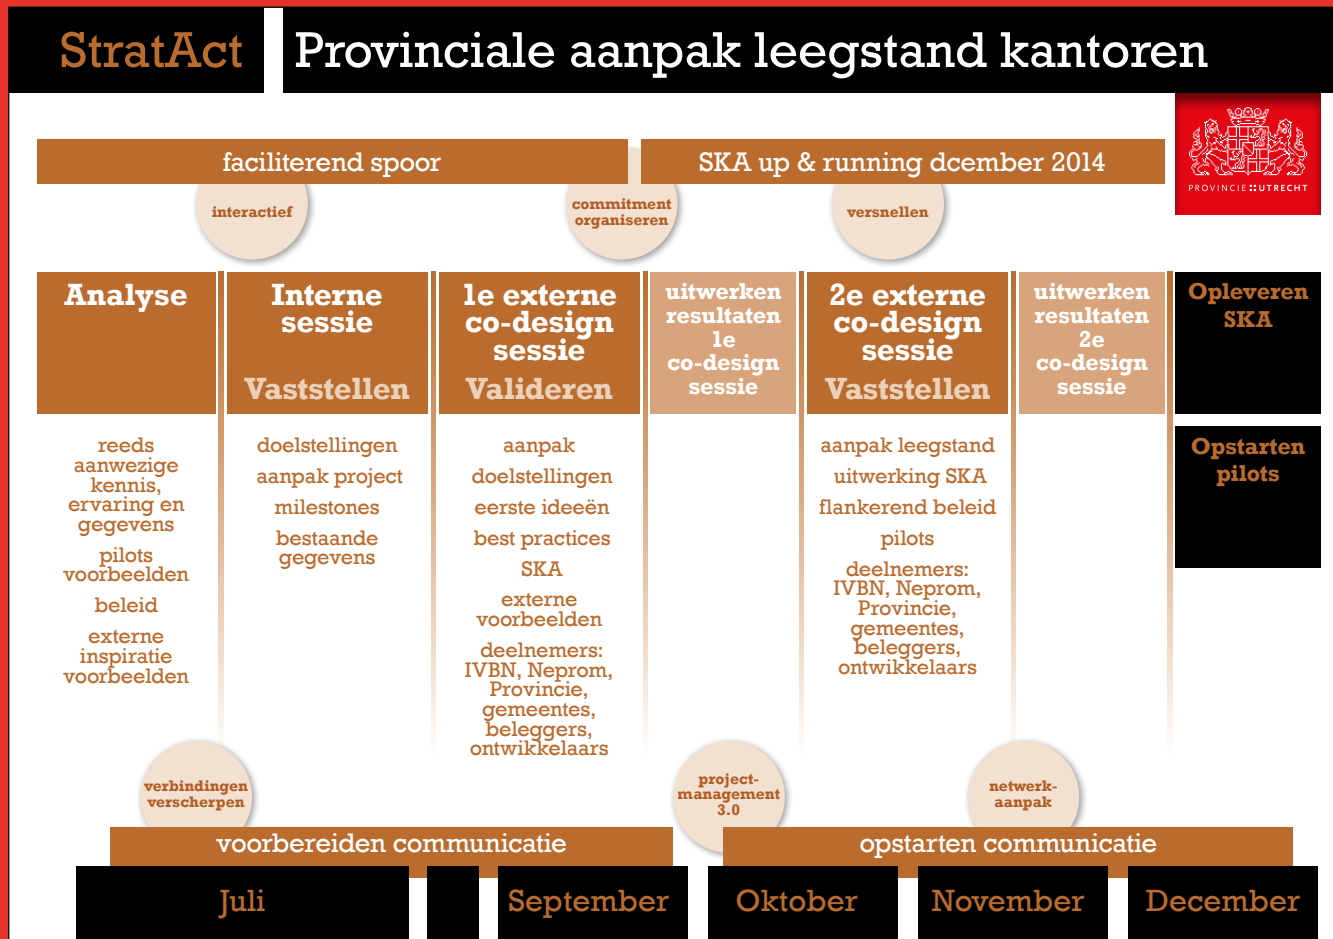 StratAct
Provinciale aanpak leegstand kantoren
PROVINCIE::UTRECHT
faciliterend spoor
SKA up & running dcember 2014
interactief
commitment
organiseren
versnellen
Analyse
reeds
aanwezige
kennis,
ervaring en
gegevens
pilots
voorbeelden
beleid
externe
inspiratie
voorbeelden
Interne
sessie
Vaststellen
doelstellingen
aanpak project
milestones
bestaande
gegevens
1e externe
co-design
sessie
Valideren
aanpak
doelstellingen
eerste ideeën
best practices
SKA
externe
voorbeelden
deelnemers:
IVBN, Neprom,
Provincie,
gemeentes,
beleggers,
ontwikkelaars
uitwerken
resultaten
1e
co-design
sessie
2e externe
co-design
sessie
Vaststellen
aanpak leegstand
uitwerking SKA
flankerend beleid
pilots
deelnemers:
IVBN, Neprom,
Provincie,
gemeentes,
beleggers,
ontwikkelaars
uitwerken
resultaten
2e
co-design
sessie
Opleveren
SKA
Opstarten
pilots
verbindingen
verscherpen
project-
management
3.0
netwerk-
aanpak
voorbereiden communicatie
opstarten communicatie
Juli
September
Oktober
November
December